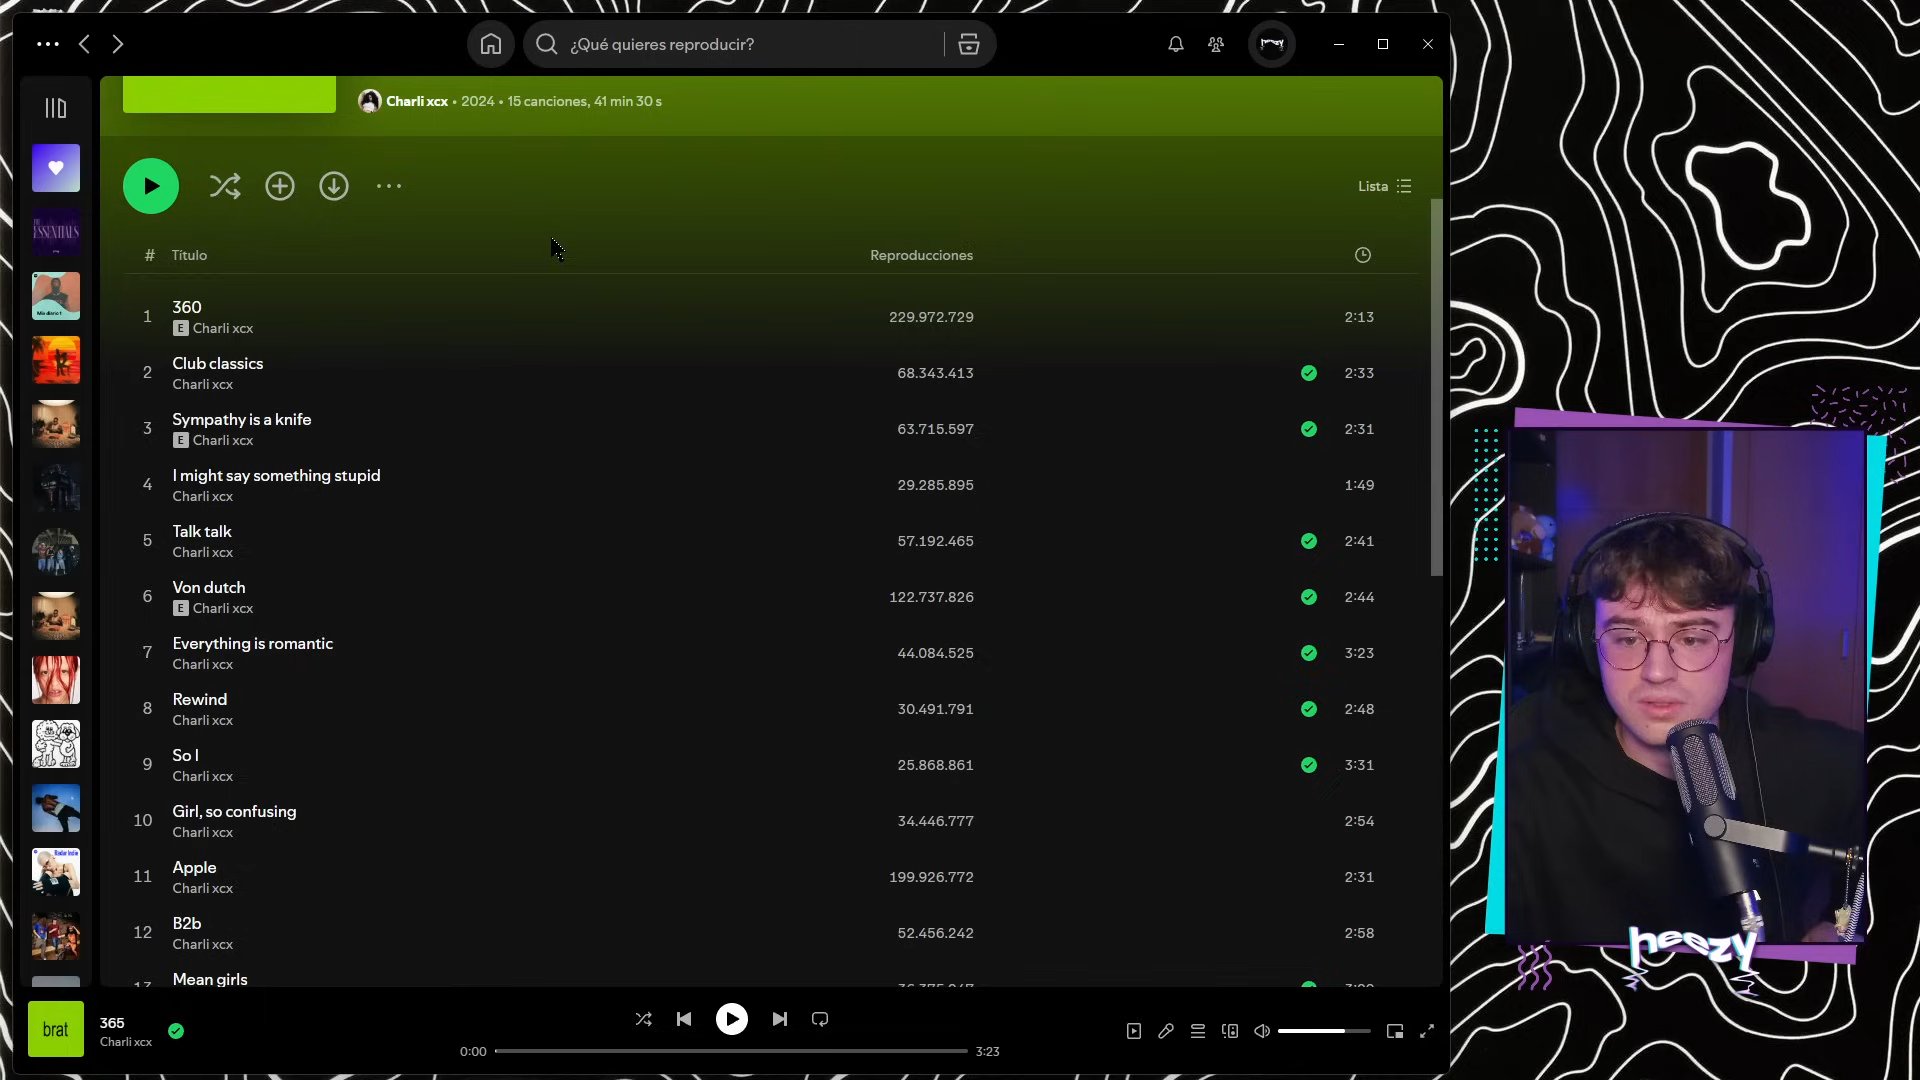 ¿Qué quieres reproducir?
Charli xcx • 2024 • 15 canciones, 41 min 30 s
Lista
# Título Reproducciones
1 360 229.972.729 2:13
E Charli xcx
2 Club classics 68.343.413 2:33
Charli xcx
3 Sympathy is a knife 63.715.597 2:31
E Charli xcx
4 I might say something stupid 29.285.895 1:49
Charli xcx
5 Talk talk 57.192.465 2:41
Charli xcx
6 Von dutch 122.737.826 2:44
E Charli xcx
7 Everything is romantic 44.084.525 3:23
Charli xcx
8 Rewind 30.491.791 2:48
Charli xcx
9 So I 25.868.861 3:31
Charli xcx
10 Girl, so confusing 34.446.777 2:54
Charli xcx
11 Apple 199.926.772 2:31
Charli xcx
12 B2b 52.456.242 2:58
Charli xcx
Mean girls
brat
365
Charli xcx
0:00 3:23
ESSENTIALS
heezy